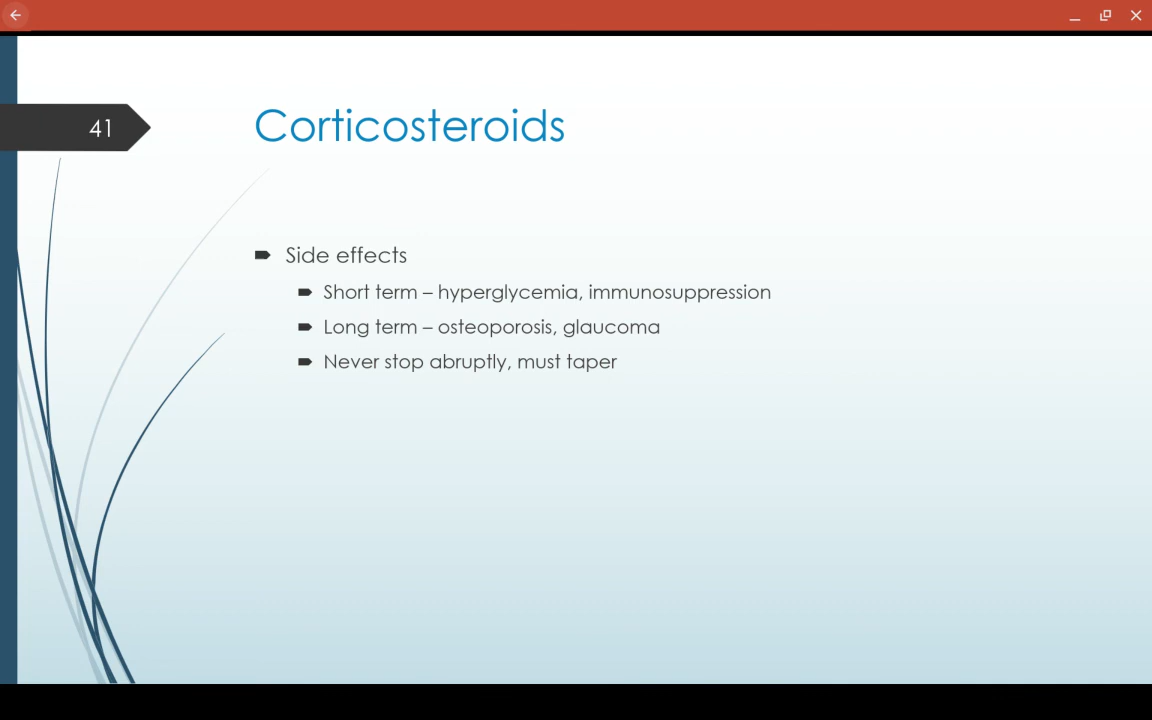 41
Corticosteroids
Side effects
Short term – hyperglycemia, immunosuppression
Long term – osteoporosis, glaucoma
Never stop abruptly, must taper